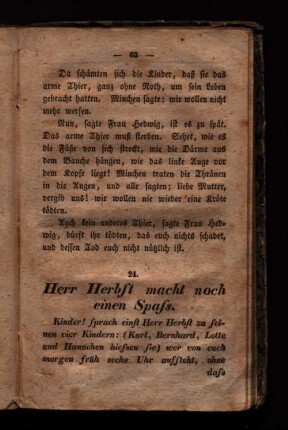 — 63 —
Da schämten sich die Kinder, daß sie das
arme Thier, ganz ohne Noth, um sein Leben
gebracht hatten. Minchen sagte: wir wollen nicht
mehr werfen.
Nun, sagte Frau Hedwig, ist es zu spät.
Das arme Thier muß sterben. Sehet, wie es
die Füße von sich streckt, wie die Därme aus
dem Bauche hängen, wie das linke Auge vor
dem Kopfe liegt! Minchen traten die Thränen
in die Augen, und alle sagten: liebe Mutter,
vergib uns! wir wollen nie wieder eine Kröte
tödten.
Auch kein anderes Thier, sagte Frau Hed-
wig, dürft ihr tödten, das euch nichts schadet,
und dessen Tod euch nicht nützlich ist.
24.
Herr Herbst macht noch
einen Spaß.
Kinder! sprach einst Herr Herbst zu sei-
nen vier Kindern: (Karl, Bernhard, Lotte
und Hannchen hießen sie) wer von euch
morgen früh sechs Uhr aufsteht, ohne
daß